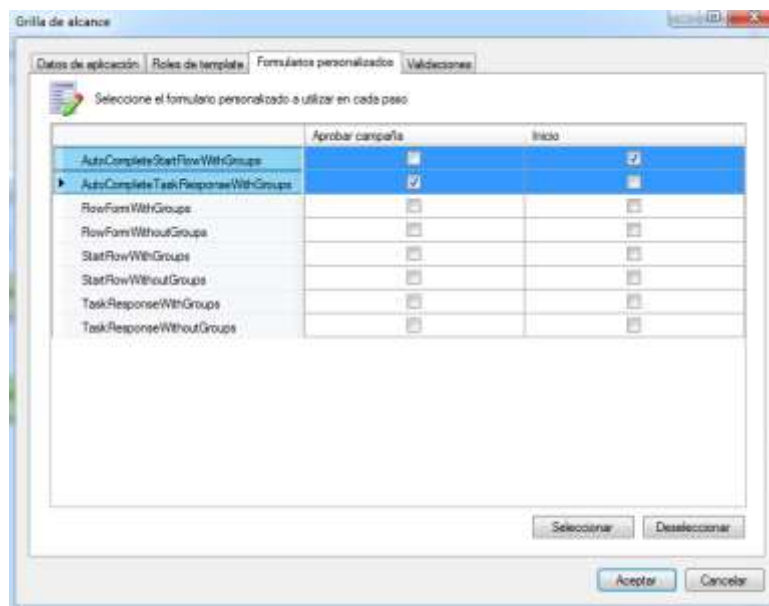 Grilla de alcance
Datos de aplicación Roles de template Formularios personalizados Validaciones
Seleccione el formulario personalizado a utilizar en cada paso
Aprobar campaña Inicio
AutoCompleteStartFlowWithGroups
AutoCompleteTaskResponseWithGroups
FlowFormWithGroups
FlowFormWithoutGroups
StartFlowWithGroups
StartFlowWithoutGroups
TaskResponseWithGroups
TaskResponseWithoutGroups
Seleccionar Deseleccionar
Aceptar Cancelar